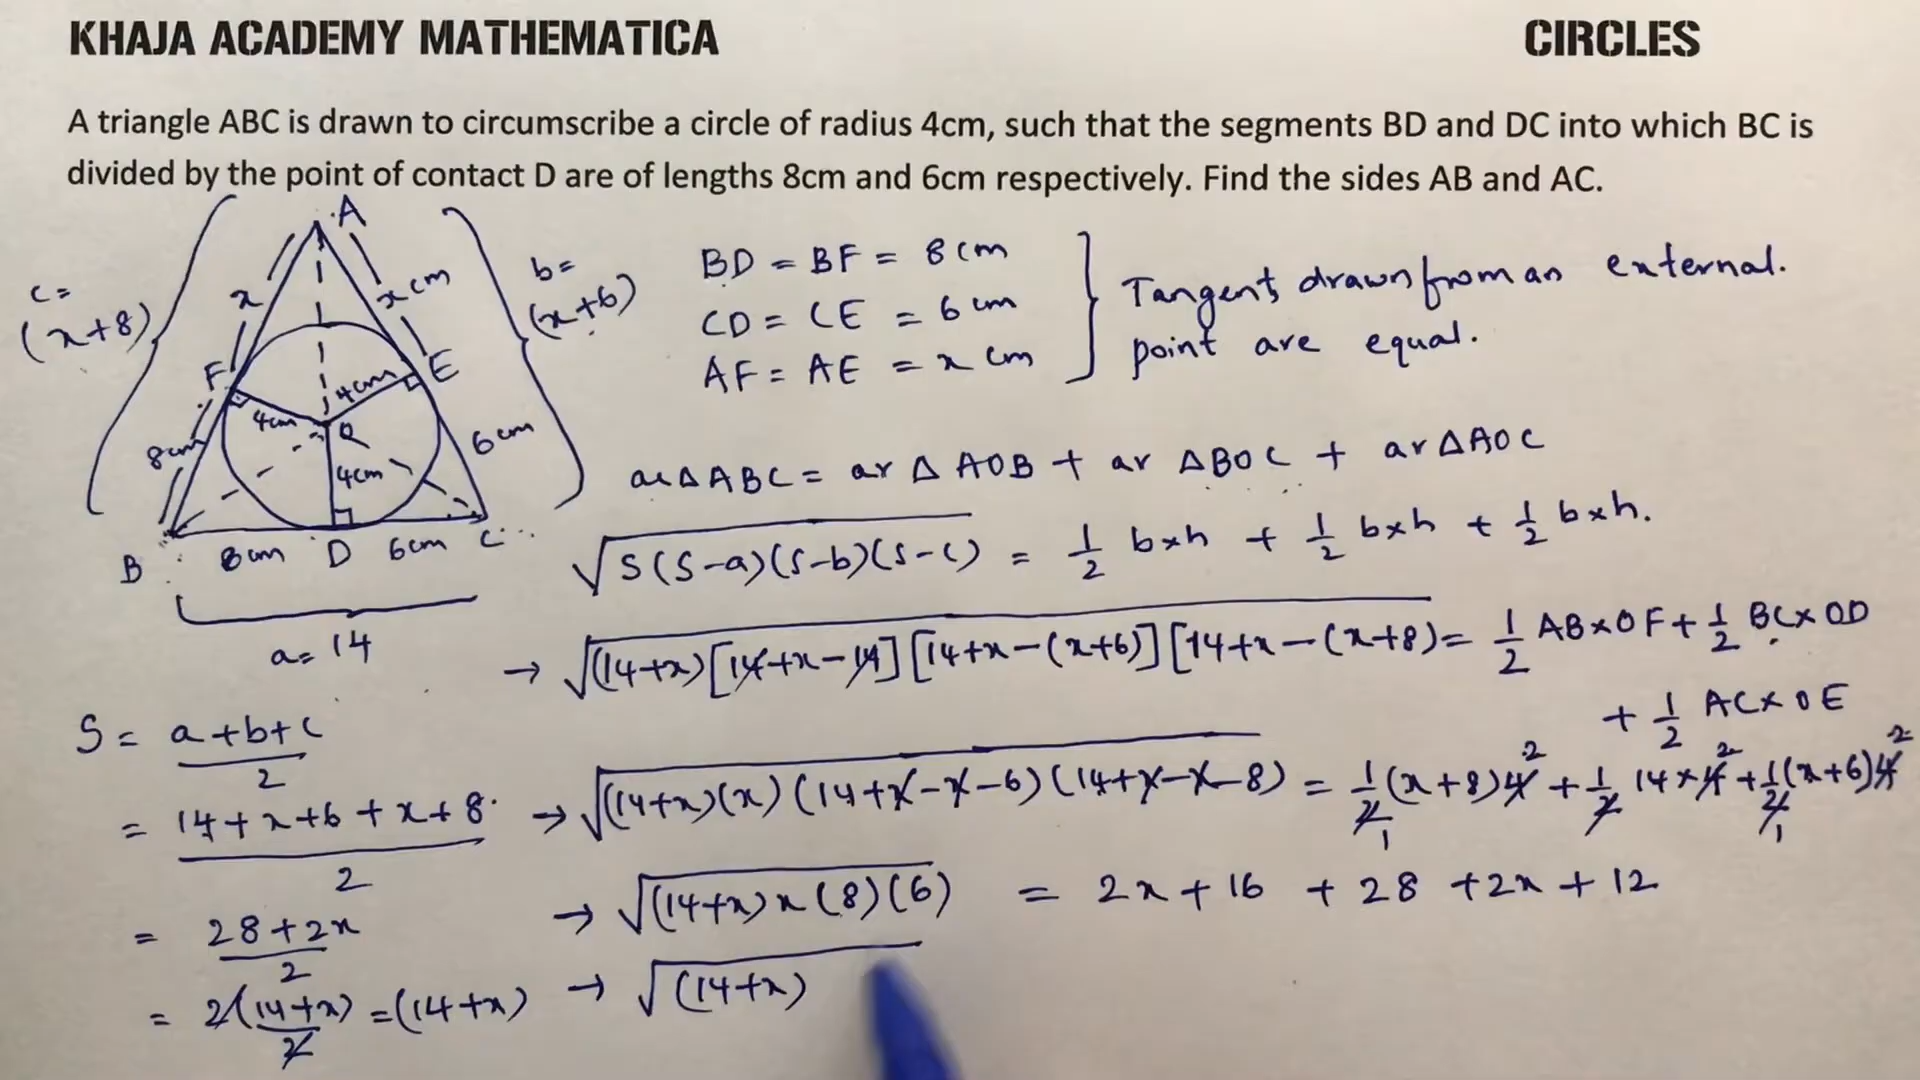 KHAJA ACADEMY MATHEMATICA
CIRCLES
A triangle ABC is drawn to circumscribe a circle of radius 4cm, such that the segments BD and DC into which BC is
divided by the point of contact D are of lengths 8cm and 6cm respectively. Find the sides AB and AC.
A
c=
(x+8)
x
x cm
b=
(x+6)
F
E
4cm
4cm
4cm
8cm
6cm
B
8cm
D
6cm
C
a= 14
BD = BF = 8cm
CD = CE = 6cm
AF = AE = x cm
Tangents drawn from an external.
point are equal.
ar∆ABC = ar ∆ AOB + ar ∆BOC + ar∆AOC
√S(S-a)(S-b)(S-c) = 1/2 b×h + 1/2 b×h + 1/2 b×h.
→ √(14+x)[14+x-14][14+x-(x+6)][14+x-(x+8) = 1/2 AB×OF + 1/2 BC×OD
+ 1/2 AC×OE
→ √(14+x)(x)(14+x-x-6)(14+x-x-8) = 1/2(x+8)4 2 + 1/2 14×4 2 + 1/2(x+6)4 2
1
1
→ √(14+x)x(8)(6) = 2x+16 + 28 +2x+12
→ √(14+x)
S= a+b+c
2
= 14+x+6+x+8
2
= 28+2x
2
= 2(14+x)/2 = (14+x)